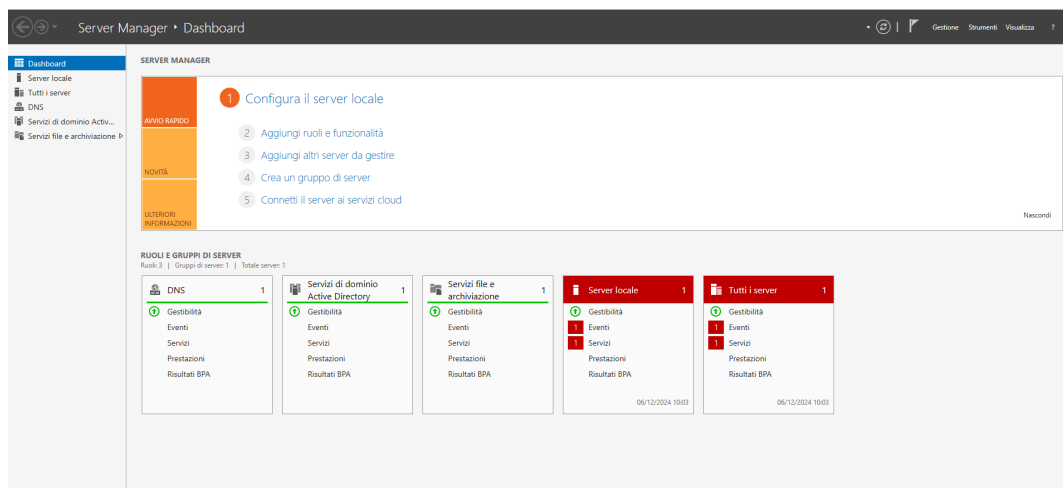 Server Manager • Dashboard
Gestione Strumenti Visualizza ?
Dashboard
Server locale
Tutti i server
DNS
Servizi di dominio Activ...
Servizi file e archiviazione
SERVER MANAGER
AVVIO RAPIDO
NOVITÀ
ULTERIORI
INFORMAZIONI
1 Configura il server locale
2 Aggiungi ruoli e funzionalità
3 Aggiungi altri server da gestire
4 Crea un gruppo di server
5 Connetti il server ai servizi cloud
Nascondi
RUOLI E GRUPPI DI SERVER
Ruoli: 3 | Gruppi di server: 1 | Totale server: 1
DNS 1
Gestibilità
Eventi
Servizi
Prestazioni
Risultati BPA
Servizi di dominio
Active Directory 1
Gestibilità
Eventi
Servizi
Prestazioni
Risultati BPA
Servizi file e
archiviazione 1
Gestibilità
Eventi
Servizi
Prestazioni
Risultati BPA
Server locale 1
Gestibilità
1 Eventi
1 Servizi
Prestazioni
Risultati BPA
06/12/2024 10:03
Tutti i server 1
Gestibilità
1 Eventi
1 Servizi
Prestazioni
Risultati BPA
06/12/2024 10:03